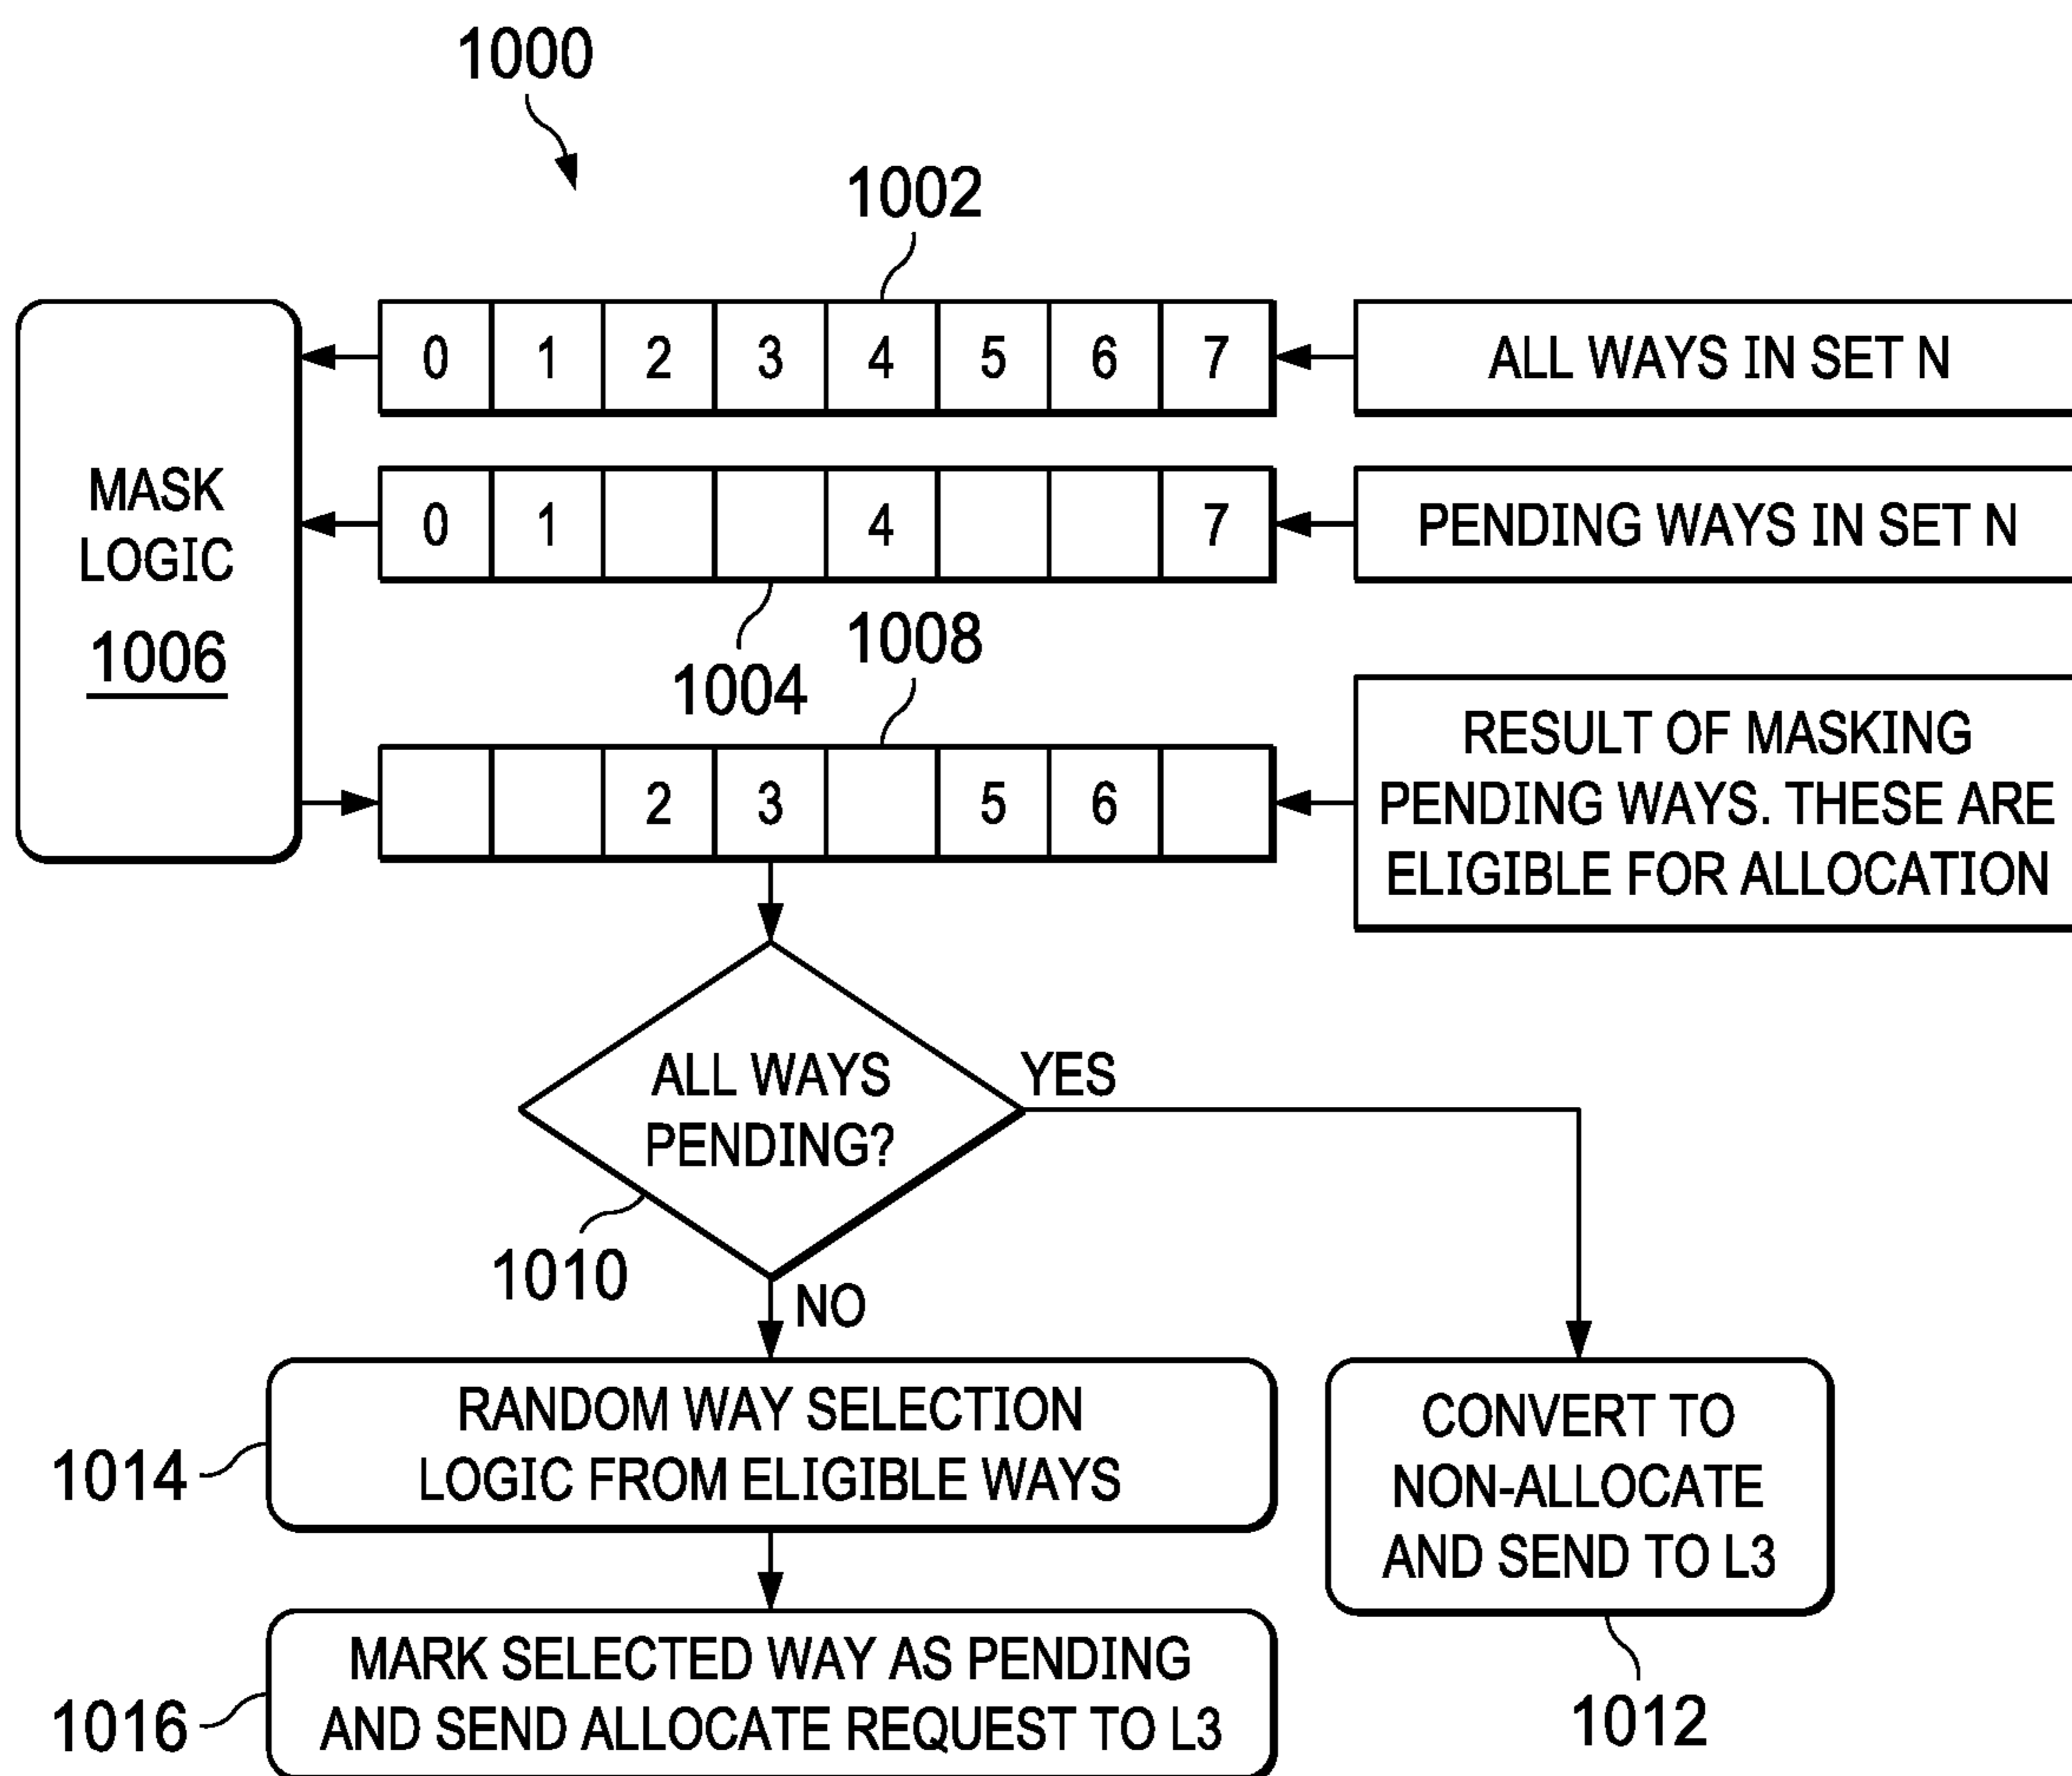 1000
1002
0 1 2 3 4 5 6 7
ALL WAYS IN SET N
MASK
LOGIC
1006
0 1 4 7
PENDING WAYS IN SET N
1004
1008
2 3 5 6
RESULT OF MASKING
PENDING WAYS. THESE ARE
ELIGIBLE FOR ALLOCATION
ALL WAYS
PENDING?
YES
1010
NO
RANDOM WAY SELECTION
LOGIC FROM ELIGIBLE WAYS
1014
CONVERT TO
NON-ALLOCATE
AND SEND TO L3
1012
MARK SELECTED WAY AS PENDING
AND SEND ALLOCATE REQUEST TO L3
1016